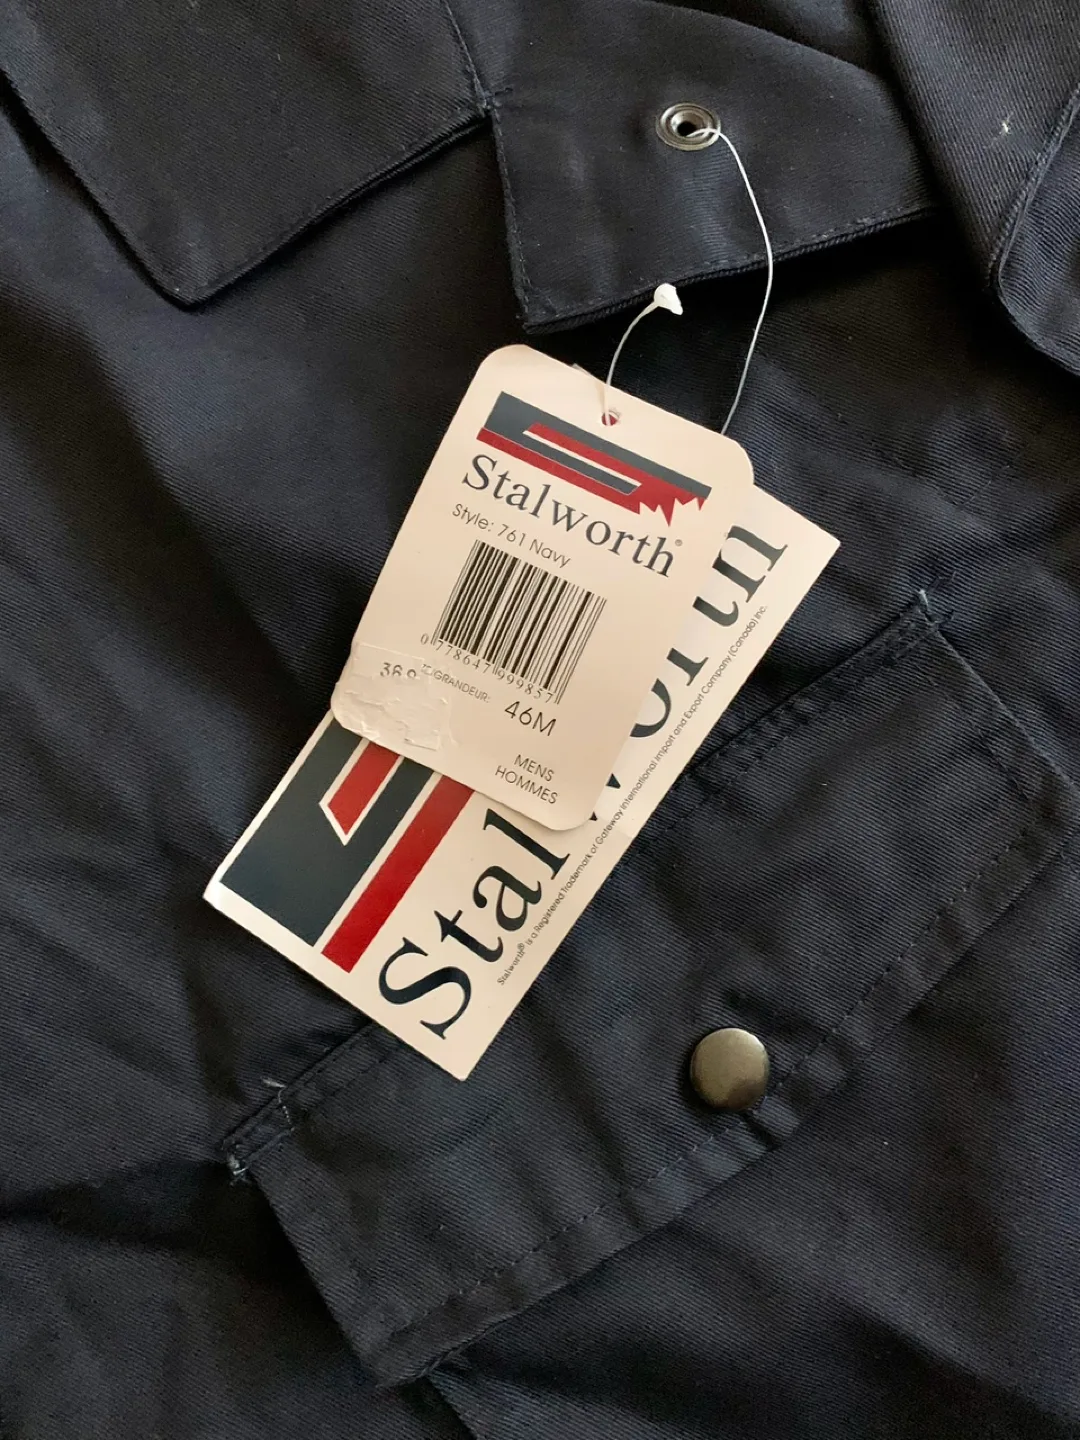 Stalworth®
Style: 761 Navy
0 778647 999857
GRANDEUR:
46M
MENS
HOMMES
Stalworth
Stalworth® is a Registered Trademark of Gateway International Import and Export Company (Canada) Inc.